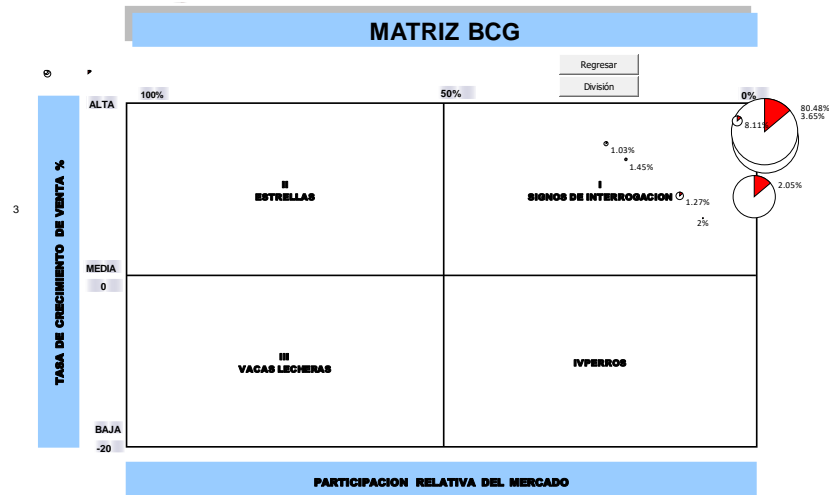 MATRIZ BCG
Regresar
División
100%
50%
0%
ALTA
80.48%
3.65%
8.11%
1.03%
1.45%
II
ESTRELLAS
I
SIGNOS DE INTERROGACION
1.27%
2.05%
2%
3
TASA DE CRECIMIENTO DE VENTA %
MEDIA
0
III
VACAS LECHERAS
IVPERROS
BAJA
-20
PARTICIPACION RELATIVA DEL MERCADO